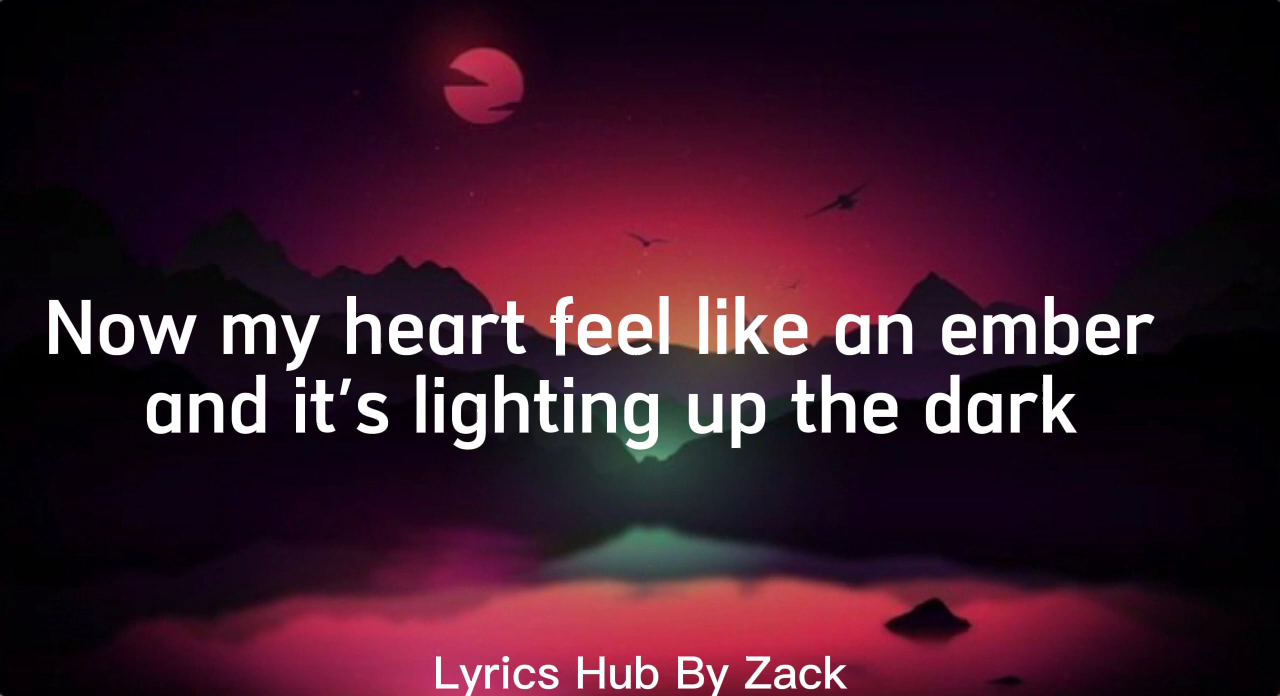 Now my heart feel like an ember
and it's lighting up the dark
Lyrics Hub By Zack